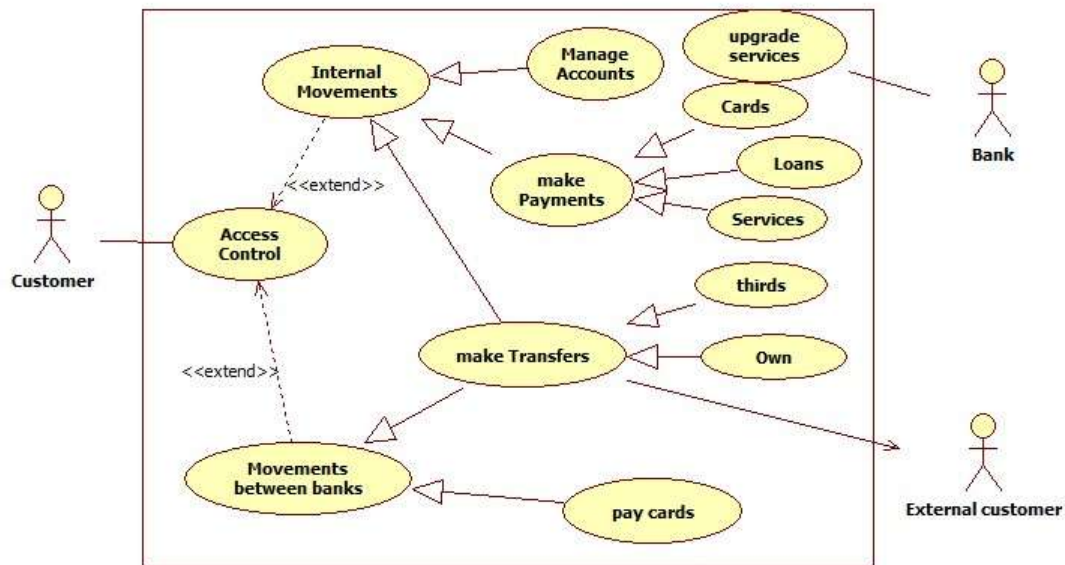 upgrade
services
Manage
Accounts
Internal
Movements
Cards
Bank
Loans
make
Payments
<<extend>>
Services
Access
Control
Customer
thirds
make Transfers
Own
<<extend>>
Movements
between banks
pay cards
External customer